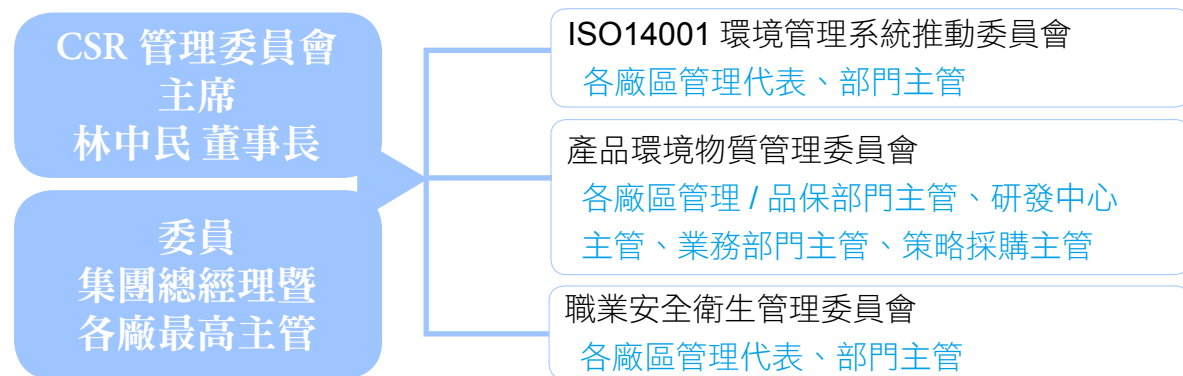 CSR 管理委員會
主席
林中民 董事長
委員
集團總經理暨
各廠最高主管
ISO14001 環境管理系統推動委員會
各廠區管理代表、部門主管
產品環境物質管理委員會
各廠區管理 / 品保部門主管、研發中心
主管、業務部門主管、策略採購主管
職業安全衛生管理委員會
各廠區管理代表、部門主管